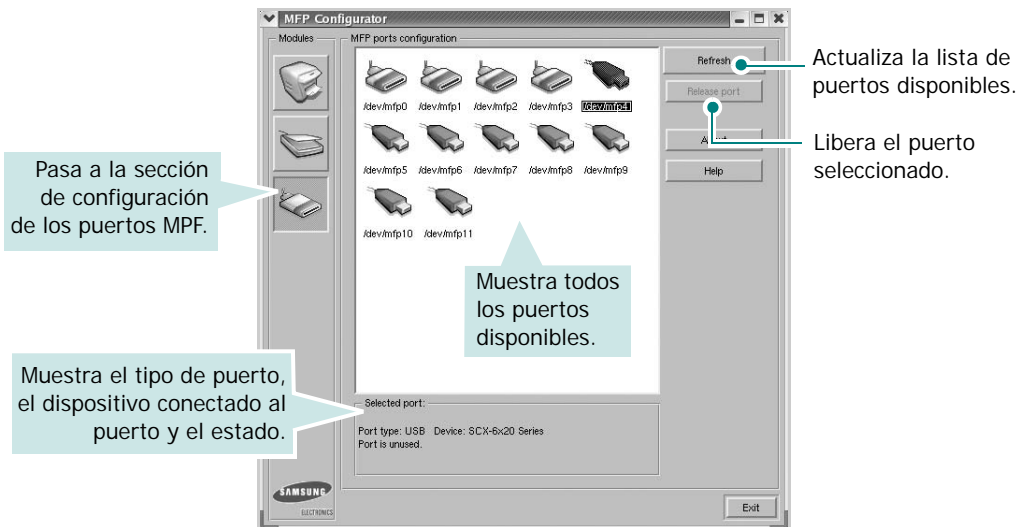 MFP Configurator
Modules
MFP ports configuration
/dev/mfp0 /dev/mfp1 /dev/mfp2 /dev/mfp3 /dev/mfp4
/dev/mfp5 /dev/mfp6 /dev/mfp7 /dev/mfp8 /dev/mfp9
/dev/mfp10 /dev/mfp11
Refresh
Release port
Help
Actualiza la lista de
puertos disponibles.
Libera el puerto
seleccionado.
Pasa a la sección
de configuración
de los puertos MPF.
Muestra todos
los puertos
disponibles.
Muestra el tipo de puerto,
el dispositivo conectado al
puerto y el estado.
Selected port:
Port type: USB Device: SCX-6x20 Series
Port is unused.
SAMSUNG
ELECTRONICS
Exit